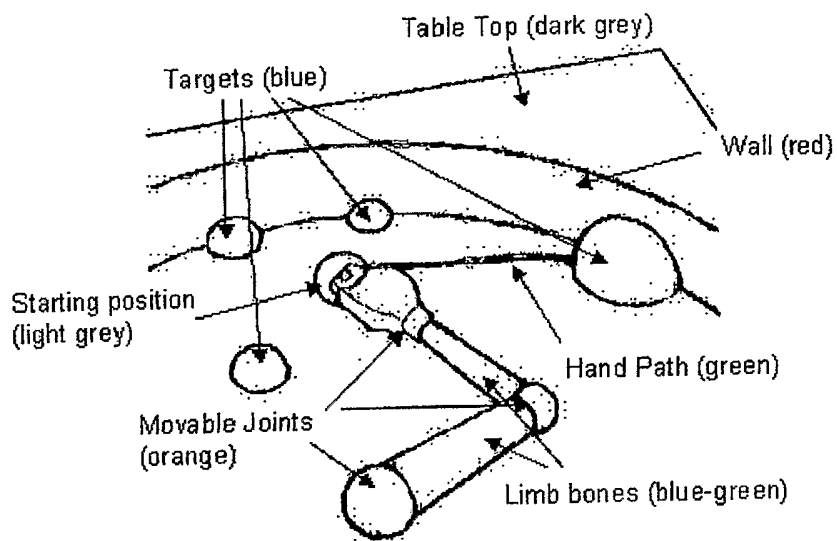 Table Top (dark grey)
Targets (blue)
Wall (red)
Starting position
(light grey)
Hand Path (green)
Movable Joints
(orange)
Limb bones (blue-green)